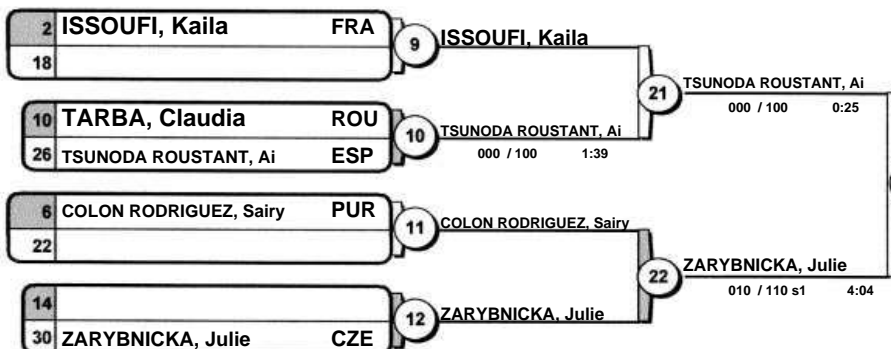 2 ISSOUFI, Kaila FRA
18
9 ISSOUFI, Kaila
10 TARBA, Claudia ROU
26 TSUNODA ROUSTANT, Ai ESP
10 TSUNODA ROUSTANT, Ai
000 / 100 1:39
21 TSUNODA ROUSTANT, Ai
000 / 100 0:25
6 COLON RODRIGUEZ, Sairy PUR
22
11 COLON RODRIGUEZ, Sairy
14
30 ZARYBNICKA, Julie CZE
12 ZARYBNICKA, Julie
22 ZARYBNICKA, Julie
010 / 110 s1 4:04